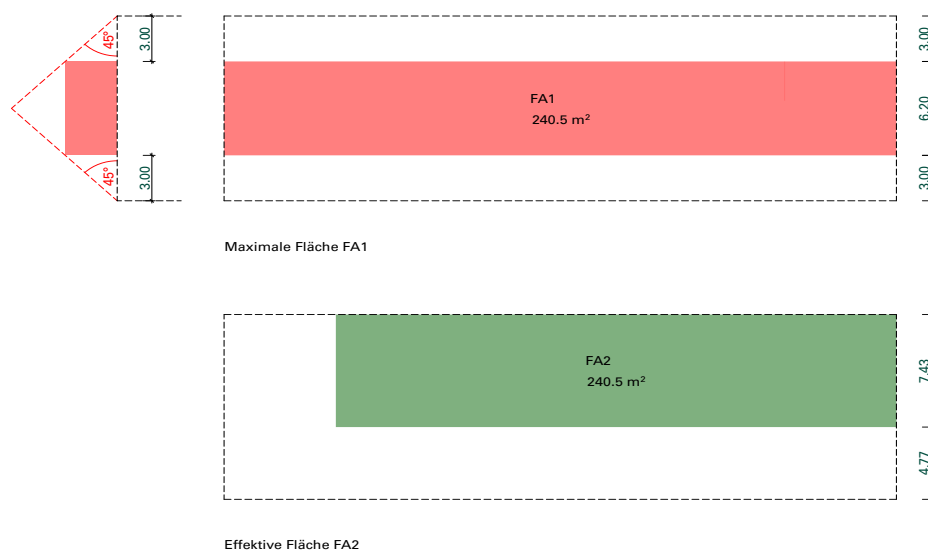 45°
3.00
3.00
FA1
240.5 m²
6.20
45°
3.00
3.00
Maximale Fläche FA1
FA2
240.5 m²
7.43
4.77
Effektive Fläche FA2